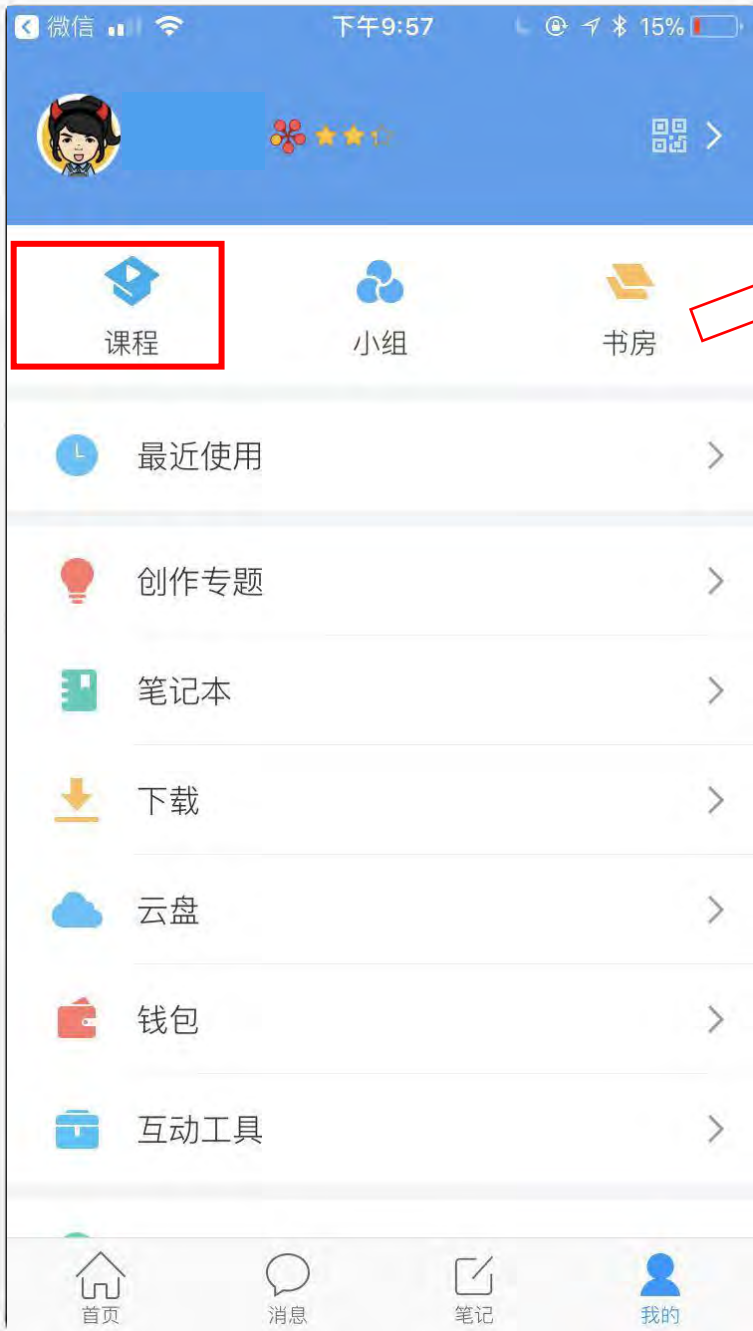 微信 下午9:57 15%
课程 小组 书房
最近使用
创作专题
笔记本
下载
云盘
钱包
互动工具
首页 消息 笔记 我的